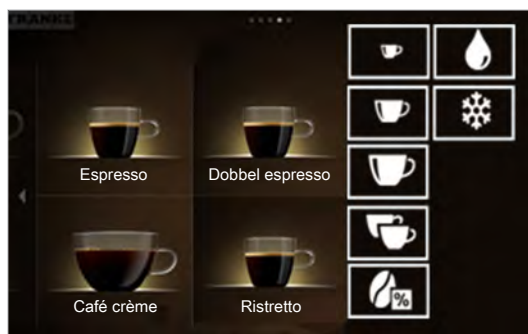 FRANKE
Espresso
Dobbel espresso
Café crème
Ristretto
%